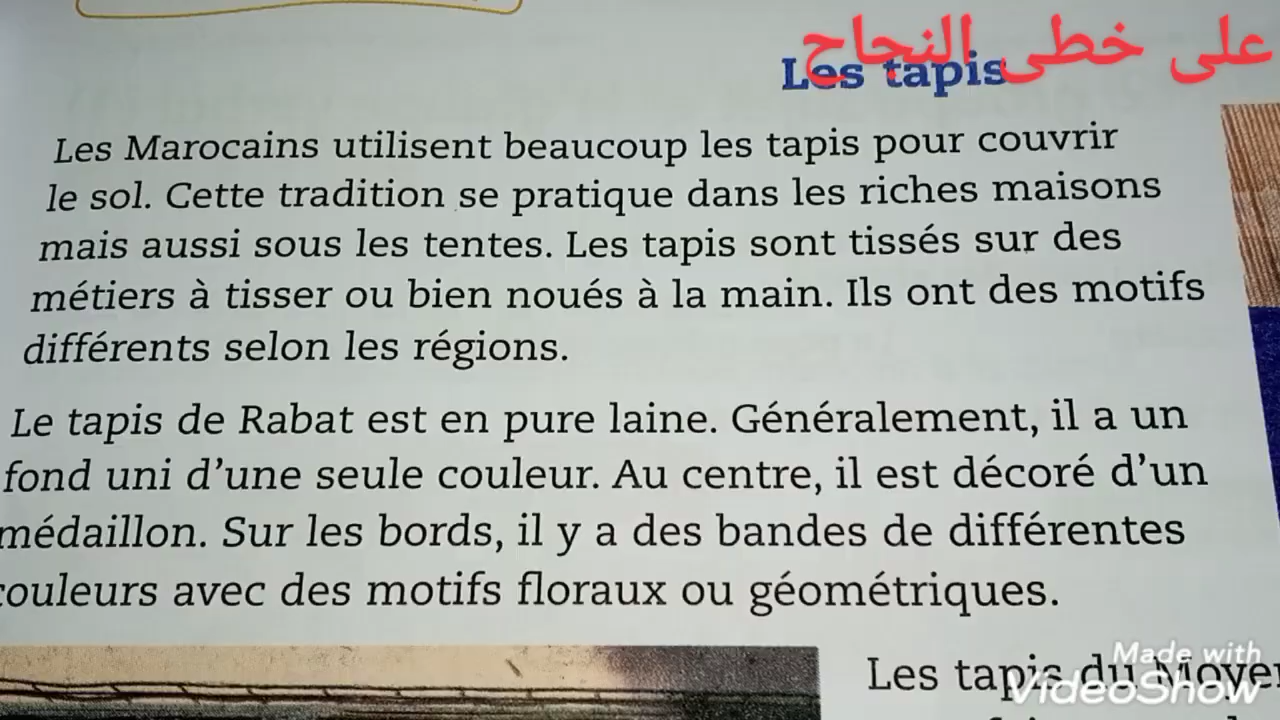 على خطى النجاح
Les tapis
Les Marocains utilisent beaucoup les tapis pour couvrir
le sol. Cette tradition se pratique dans les riches maisons
mais aussi sous les tentes. Les tapis sont tissés sur des
métiers à tisser ou bien noués à la main. Ils ont des motifs
différents selon les régions.
Le tapis de Rabat est en pure laine. Généralement, il a un
fond uni d'une seule couleur. Au centre, il est décoré d'un
médaillon. Sur les bords, il y a des bandes de différentes
couleurs avec des motifs floraux ou géométriques.
Les tapis du Moye
Made with
VideoShow